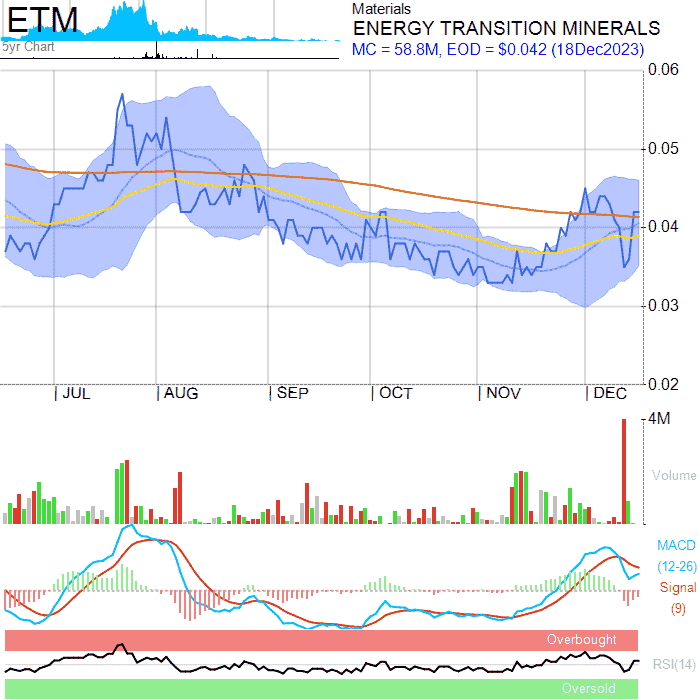 ETM
5yr Chart
Materials
ENERGY TRANSITION MINERALS
MC = 58.8M, EOD = $0.042 (18Dec2023)
0.06
0.05
0.04
0.03
0.02
JUL AUG SEP OCT NOV DEC
4M
Volume
MACD
(12-26)
Signal
(9)
Overbought
RSI(14)
Oversold